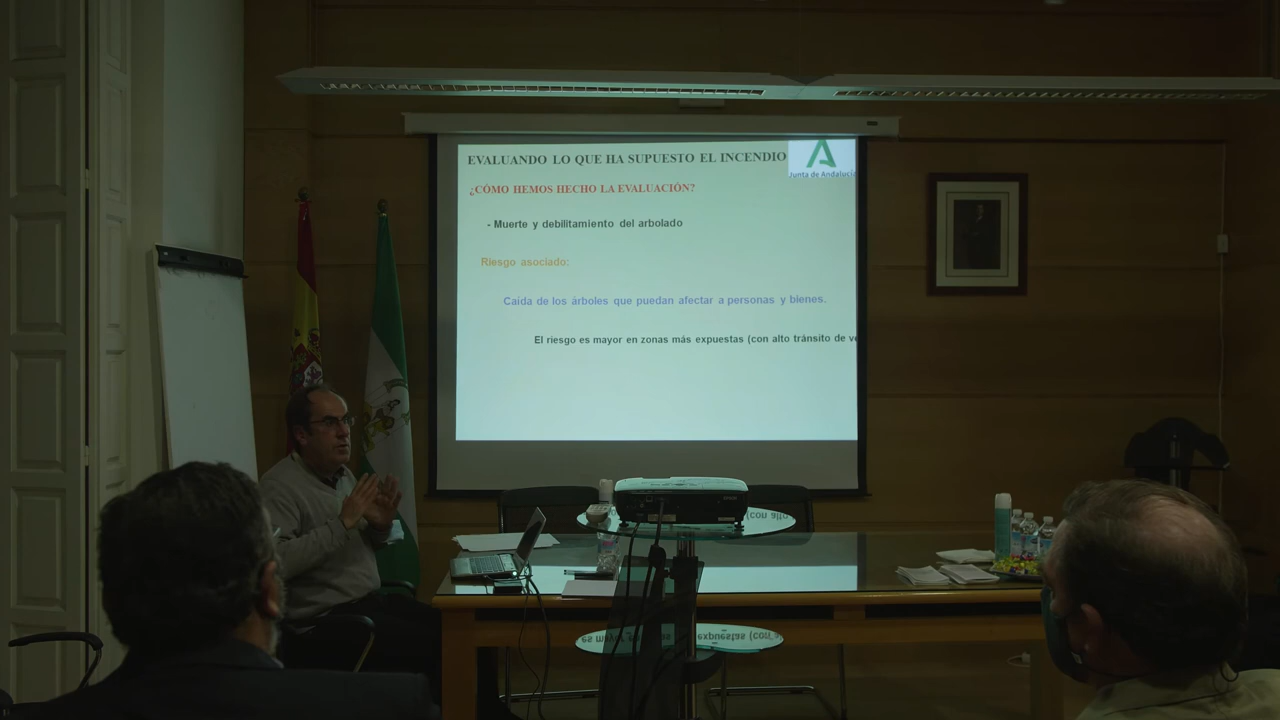 EVALUANDO LO QUE HA SUPUESTO EL INCENDIO
Junta de Andalucía
¿CÓMO HEMOS HECHO LA EVALUACIÓN?
- Muerte y debilitamiento del arbolado
Riesgo asociado:
Caída de los árboles que puedan afectar a personas y bienes.
El riesgo es mayor en zonas más expuestas (con alto tránsito de ve